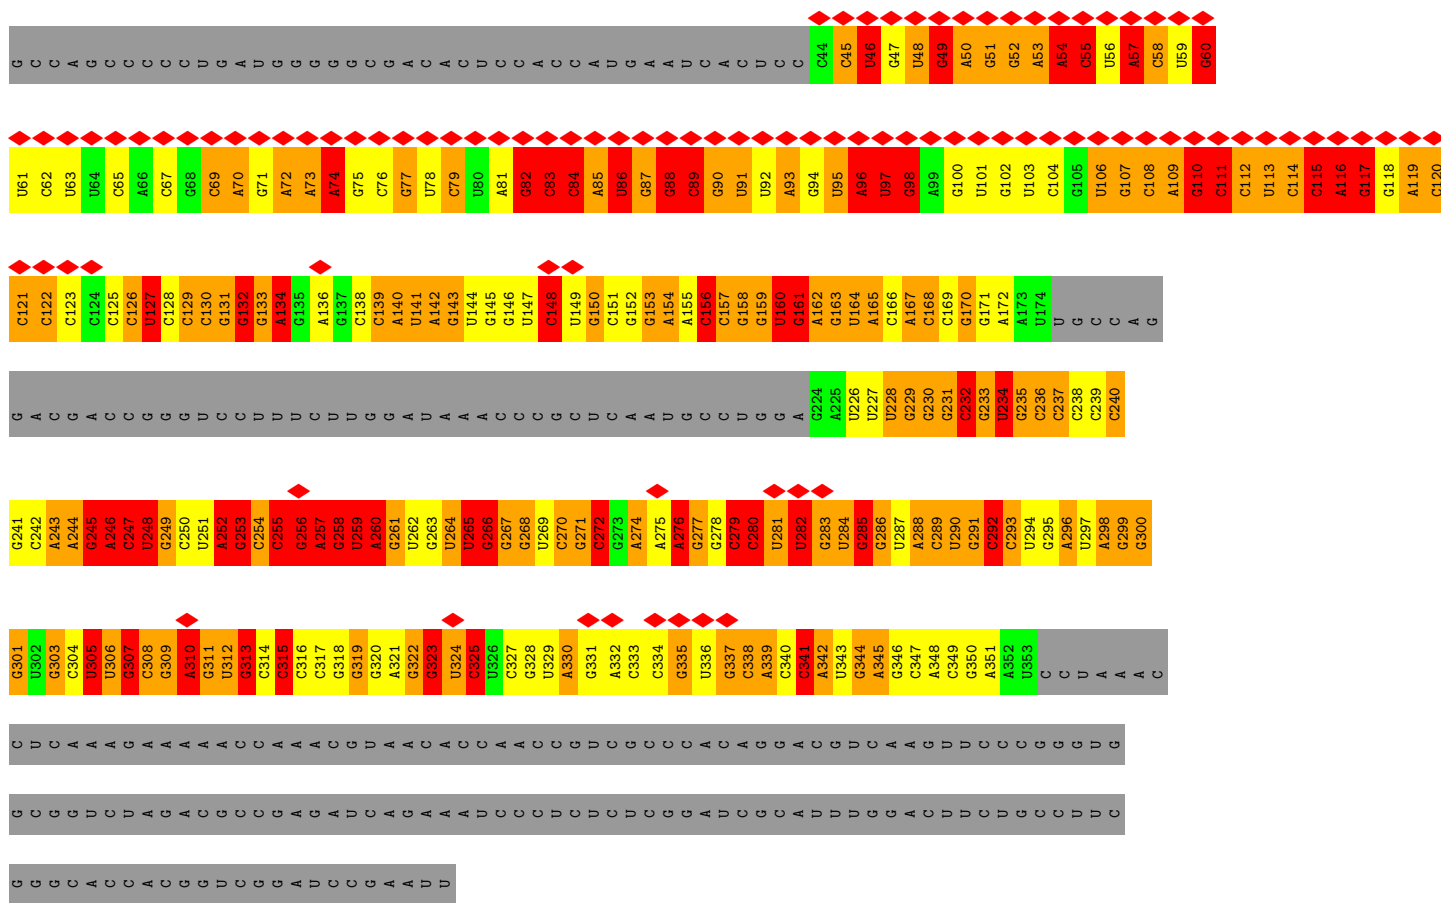 G C C A G C C C C C U G A U G G G G G C G A C A C U C C A C C A U G A A U C A C U C C C44 C45 U46 G47 U48 G49 A50 G51 G52 A53 A54 C55 U56 A57 C58 U59 G60
U61 C62 U63 U64 C65 A66 C67 G68 C69 A70 G71 A72 A73 A74 G75 C76 G77 U78 C79 U80 A81 G82 C83 C84 A85 U86 G87 G88 C89 G90 U91 U92 A93 G94 U95 A96 U97 G98 A99 G100 U101 G102 U103 C104 G105 U106 G107 C108 A109 G110 C111 C112 U113 C114 C115 A116 G117 G118 A119 C120
C121 C122 C123 C124 C125 C126 U127 C128 C129 C130 G131 G132 G133 A134 G135 A136 G137 C138 C139 A140 U141 A142 G143 U144 G145 G146 U147 C148 U149 G150 C151 G152 G153 A154 A155 C156 C157 G158 G159 U160 G161 A162 G163 U164 A165 C166 A167 C168 C169 G170 G171 A172 A173 U174 U G C C A G
G A C G A C C G G G U C C U U U C U U G G A U A A A C C C G C U C A A U G C C U G G A G224 A225 U226 U227 U228 G229 G230 G231 C232 G233 U234 G235 C236 C237 C238 C239 C240
G241 C242 A243 A244 G245 A246 C247 U248 G249 C250 U251 A252 G253 C254 C255 G256 A257 G258 U259 A260 G261 U262 G263 U264 U265 G266 G267 G268 U269 C270 G271 C272 G273 A274 A275 A276 G277 G278 C279 C280 U281 U282 G283 U284 G285 G286 U287 A288 C289 U290 G291 C292 C293 U294 G295 A296 U297 A298 G299 G300
G301 U302 G303 C304 U305 U306 G307 C308 G309 A310 G311 U312 G313 C314 C315 C316 C317 G318 G319 G320 A321 G322 G323 U324 C325 U326 C327 G328 U329 A330 G331 A332 C333 C334 G335 U336 G337 C338 A339 C340 C341 A342 U343 G344 A345 G346 C347 A348 C349 G350 A351 A352 U353 C C U A A A C
C U C A A A G A A A A A C C A A A C G U A A C A C C A A C C G U C G C C C A C A G G A C G U C A A G U U C C C G G G U G
G C G G U C U A G A C G C C G A G A U C A G A A A U C C C U C U C U C G G A U C G C A U U U G G A C U U C U G C C U U C
G G G C A C C A C G G U C G G A U C C G A A U U